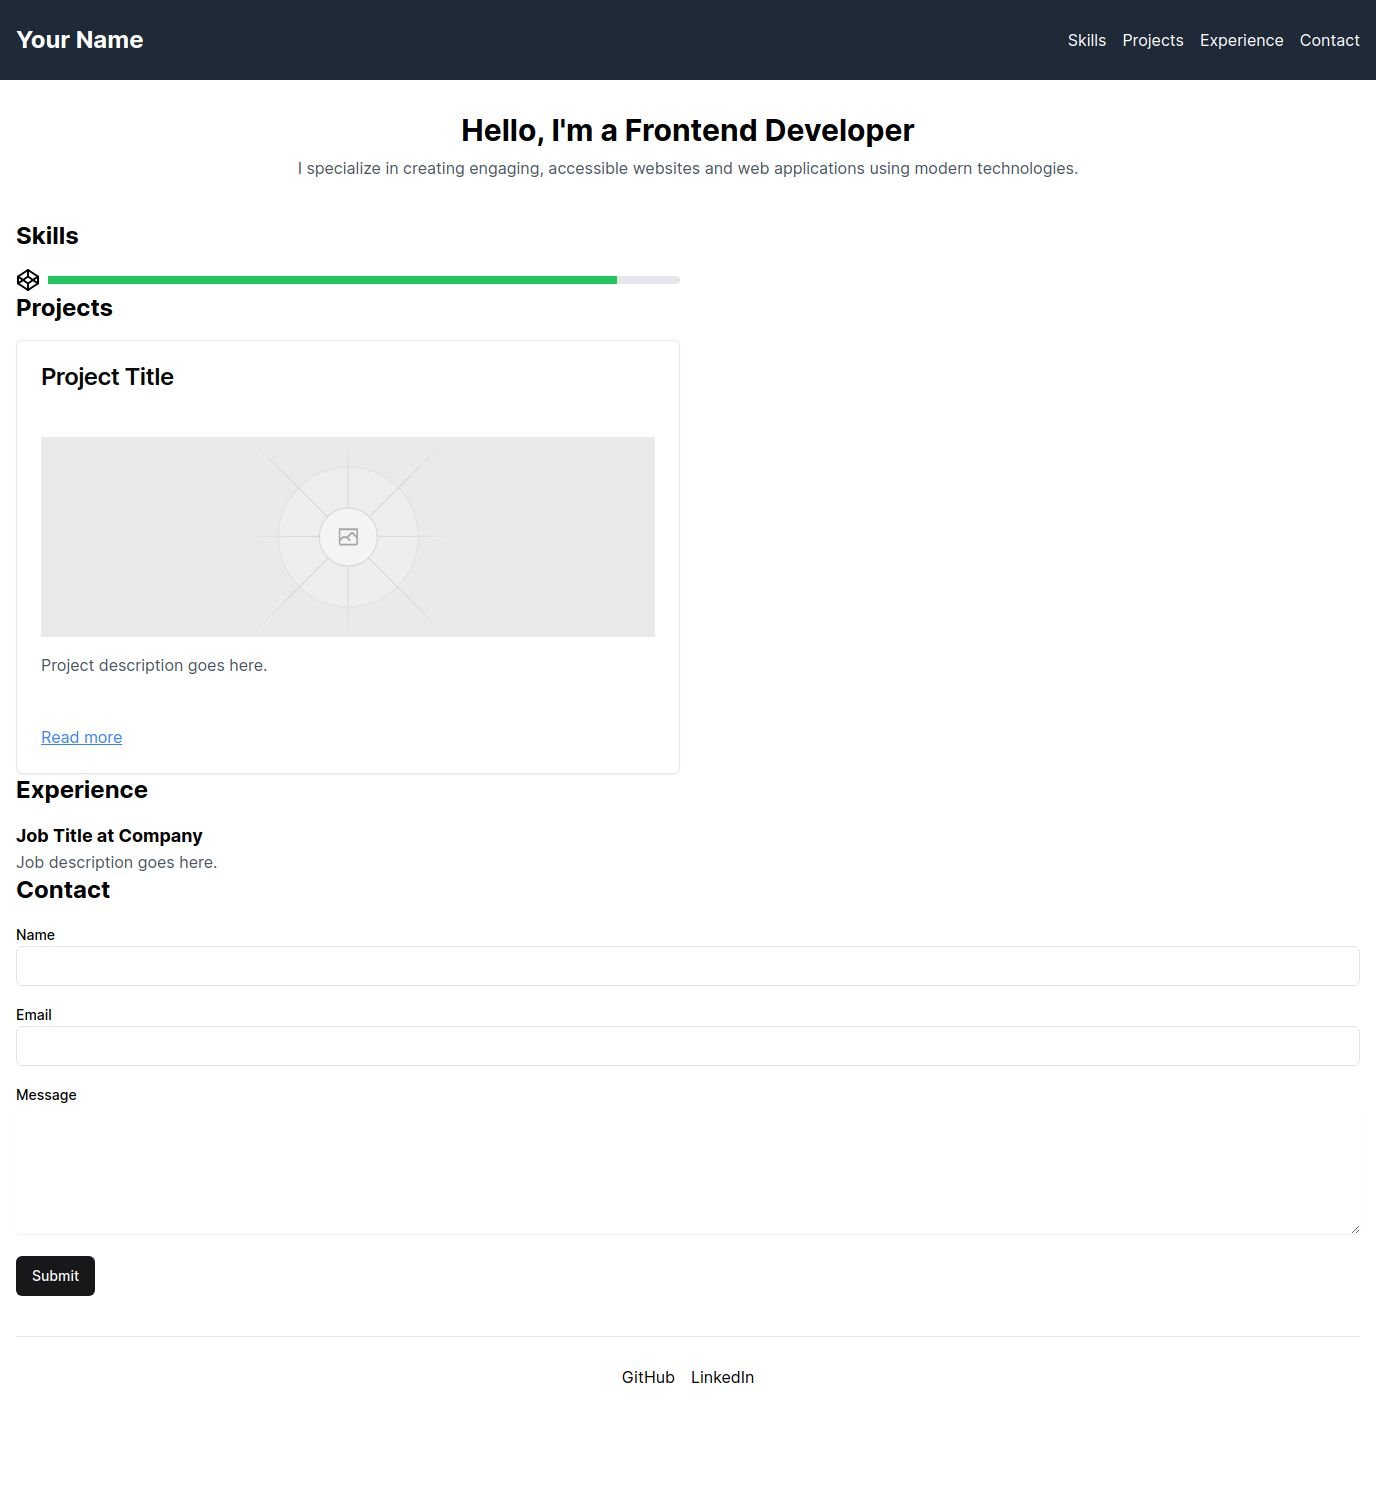 Your Name
Skills Projects Experience Contact
Hello, I'm a Frontend Developer
I specialize in creating engaging, accessible websites and web applications using modern technologies.
Skills
Projects
Project Title
Project description goes here.
Read more
Experience
Job Title at Company
Job description goes here.
Contact
Name
Email
Message
Submit
GitHub LinkedIn